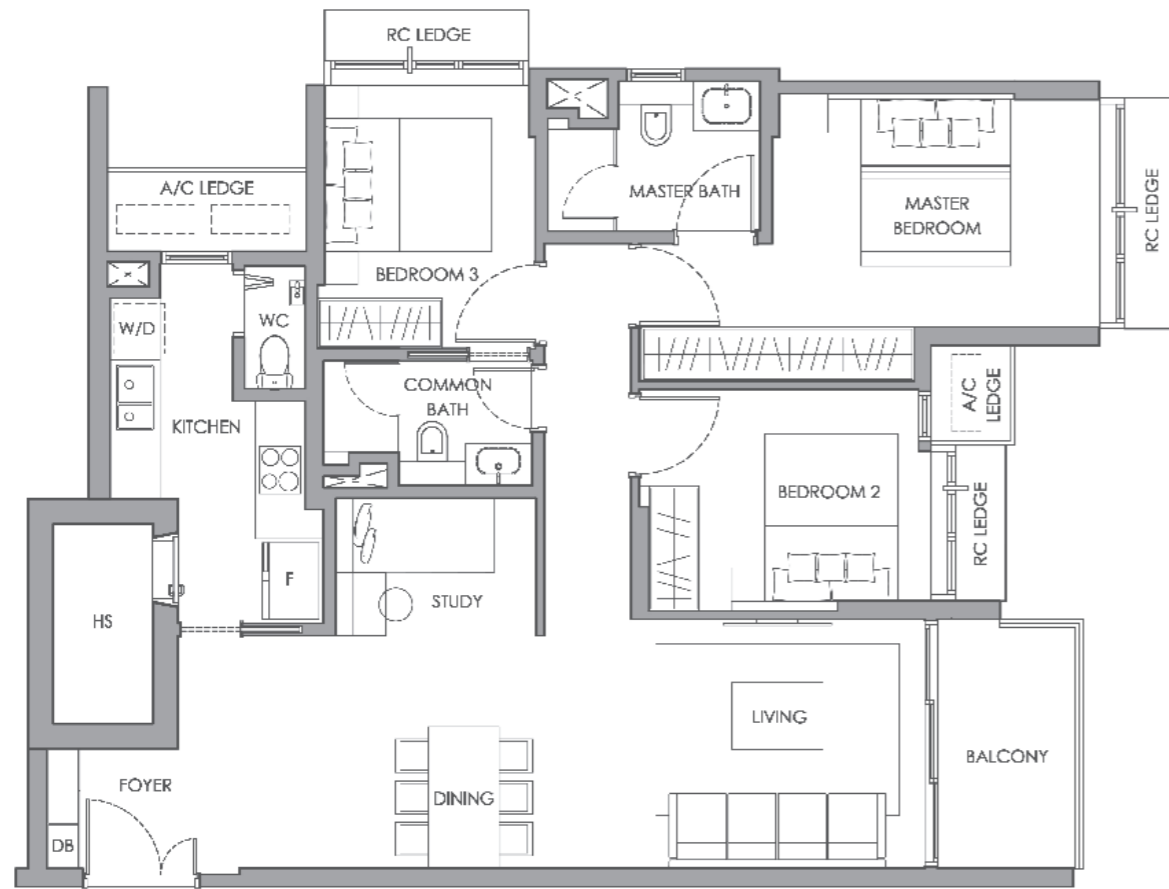 RC LEDGE
A/C LEDGE
MASTER BATH
MASTER
BEDROOM
RC LEDGE
BEDROOM 3
W/D
WC
COMMON
BATH
A/C
LEDGE
KITCHEN
BEDROOM 2
RC LEDGE
F
STUDY
HS
LIVING
BALCONY
FOYER
DINING
DB